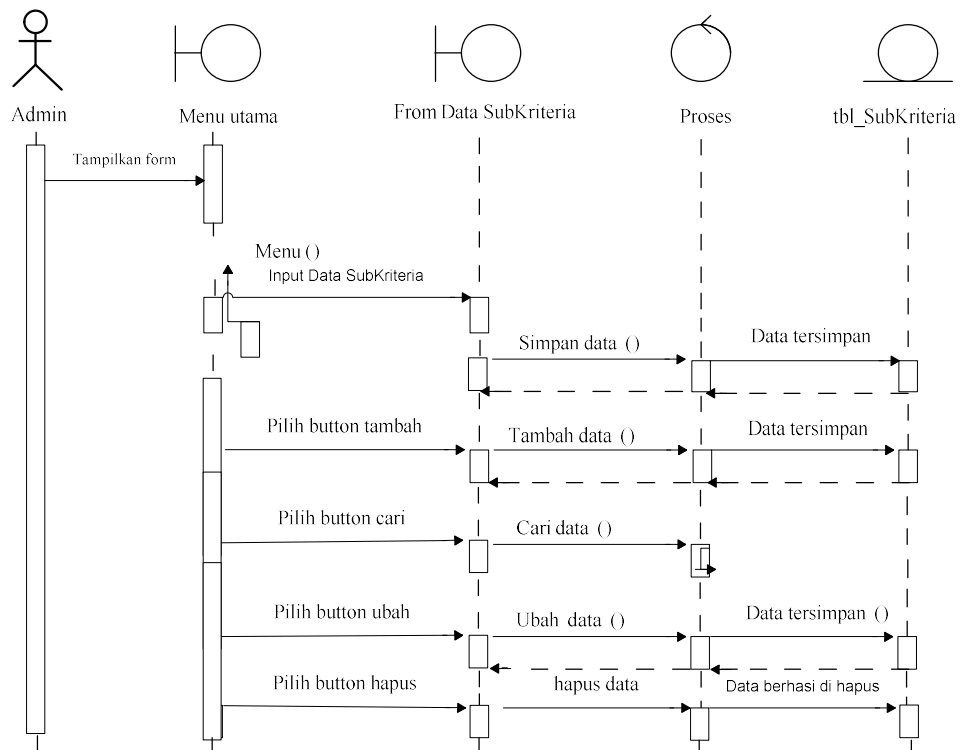 Admin
Menu utama
From Data SubKriteria
Proses
tbl_SubKriteria
Tampilkan form
Menu ()
Input Data SubKriteria
Simpan data ()
Data tersimpan
Pilih button tambah
Tambah data ()
Data tersimpan
Pilih button cari
Cari data ()
Pilih button ubah
Ubah data ()
Data tersimpan ()
Pilih button hapus
hapus data
Data berhasi di hapus